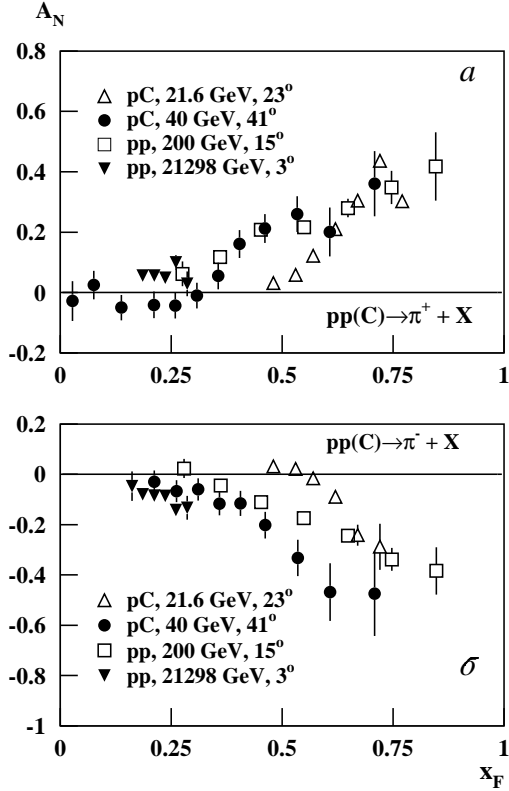 A_N
0.8
a
△ pC, 21.6 GeV, 23°
● pC, 40 GeV, 41°
0.6
□ pp, 200 GeV, 15°
▼ pp, 21298 GeV, 3°
0.4
0.2
0
pp(C)→π⁺ + X
-0.2
0 0.25 0.5 0.75 1
0.2
pp(C)→π⁻ + X
0
-0.2
-0.4
△ pC, 21.6 GeV, 23°
● pC, 40 GeV, 41°
-0.6
□ pp, 200 GeV, 15°
▼ pp, 21298 GeV, 3°
-0.8
б
-1
0 0.25 0.5 0.75 1
x_F